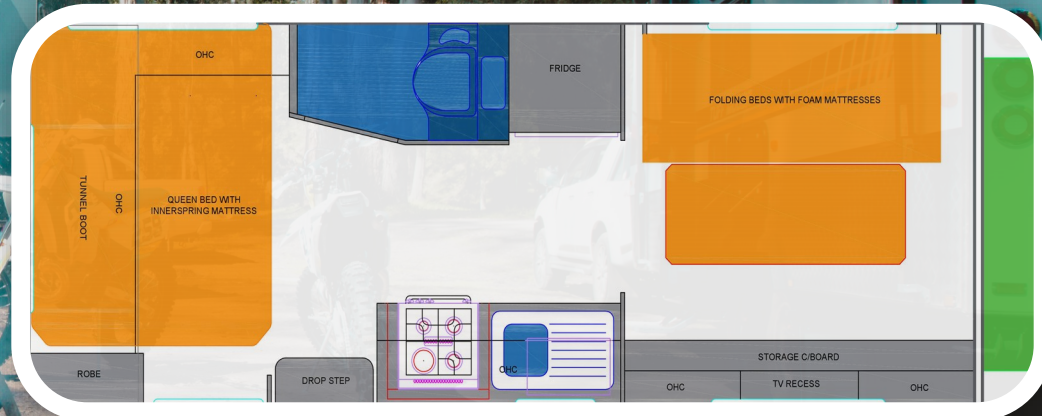 OHC
FRIDGE
FOLDING BEDS WITH FOAM MATTRESSES
TUNNEL BOOT
OHC
QUEEN BED WITH
INNERSPRING MATTRESS
ROBE
DROP STEP
OHC
STORAGE C/BOARD
OHC
TV RECESS
OHC